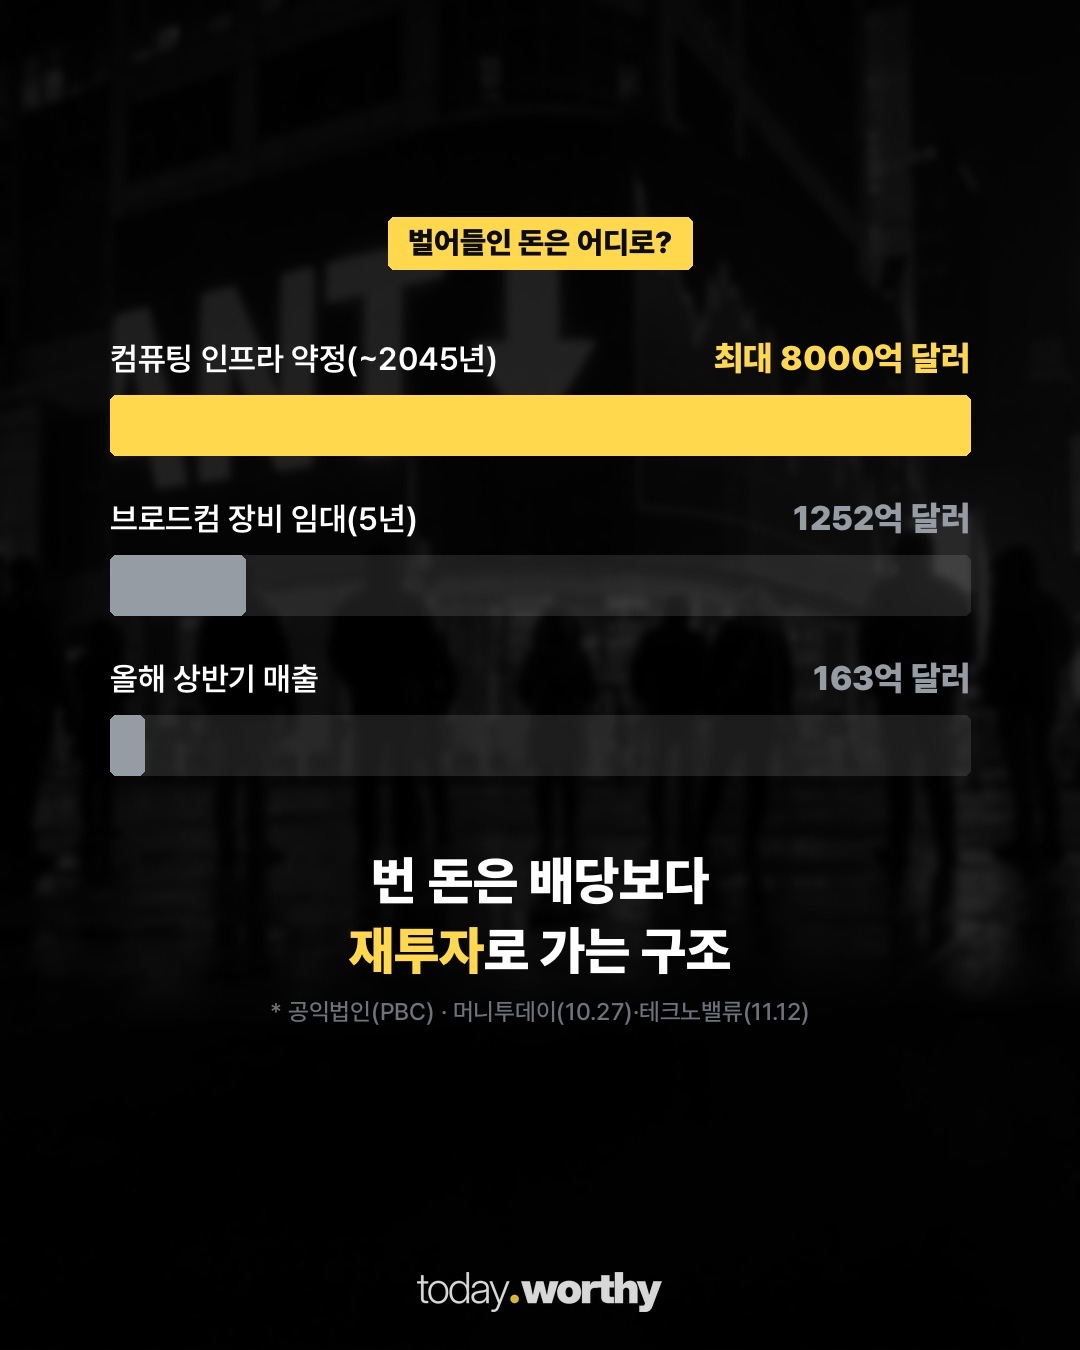 벌어들인 돈은 어디로?
컴퓨팅 인프라 약정(~2045년) 최대 8000억 달러
브로드컴 장비 임대(5년) 1252억 달러
올해 상반기 매출 163억 달러
번 돈은 배당보다
재투자로 가는 구조
* 공익법인(PBC) · 머니투데이(10.27)·테크노밸류(11.12)
today.worthy